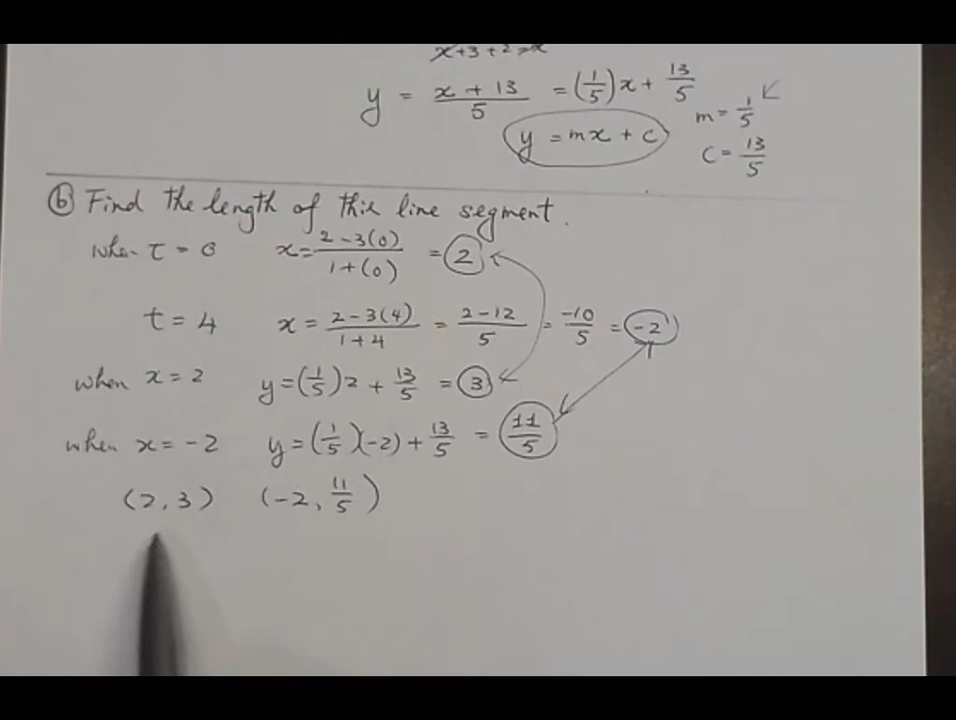 x+3+2=x
y = x + 13 / 5 = (1/5)x + 13/5
m = 1/5
y = mx + c
c = 13/5
(b) Find the length of this line segment.
when t = 0 x = 2 - 3(0) / 1 + (0) = 2
t = 4 x = 2 - 3(4) / 1 + 4 = 2 - 12 / 5 = -10 / 5 = -2
when x = 2 y = (1/5)2 + 13/5 = 3
when x = -2 y = (1/5)(-2) + 13/5 = 11/5
(2, 3) (-2, 11/5)